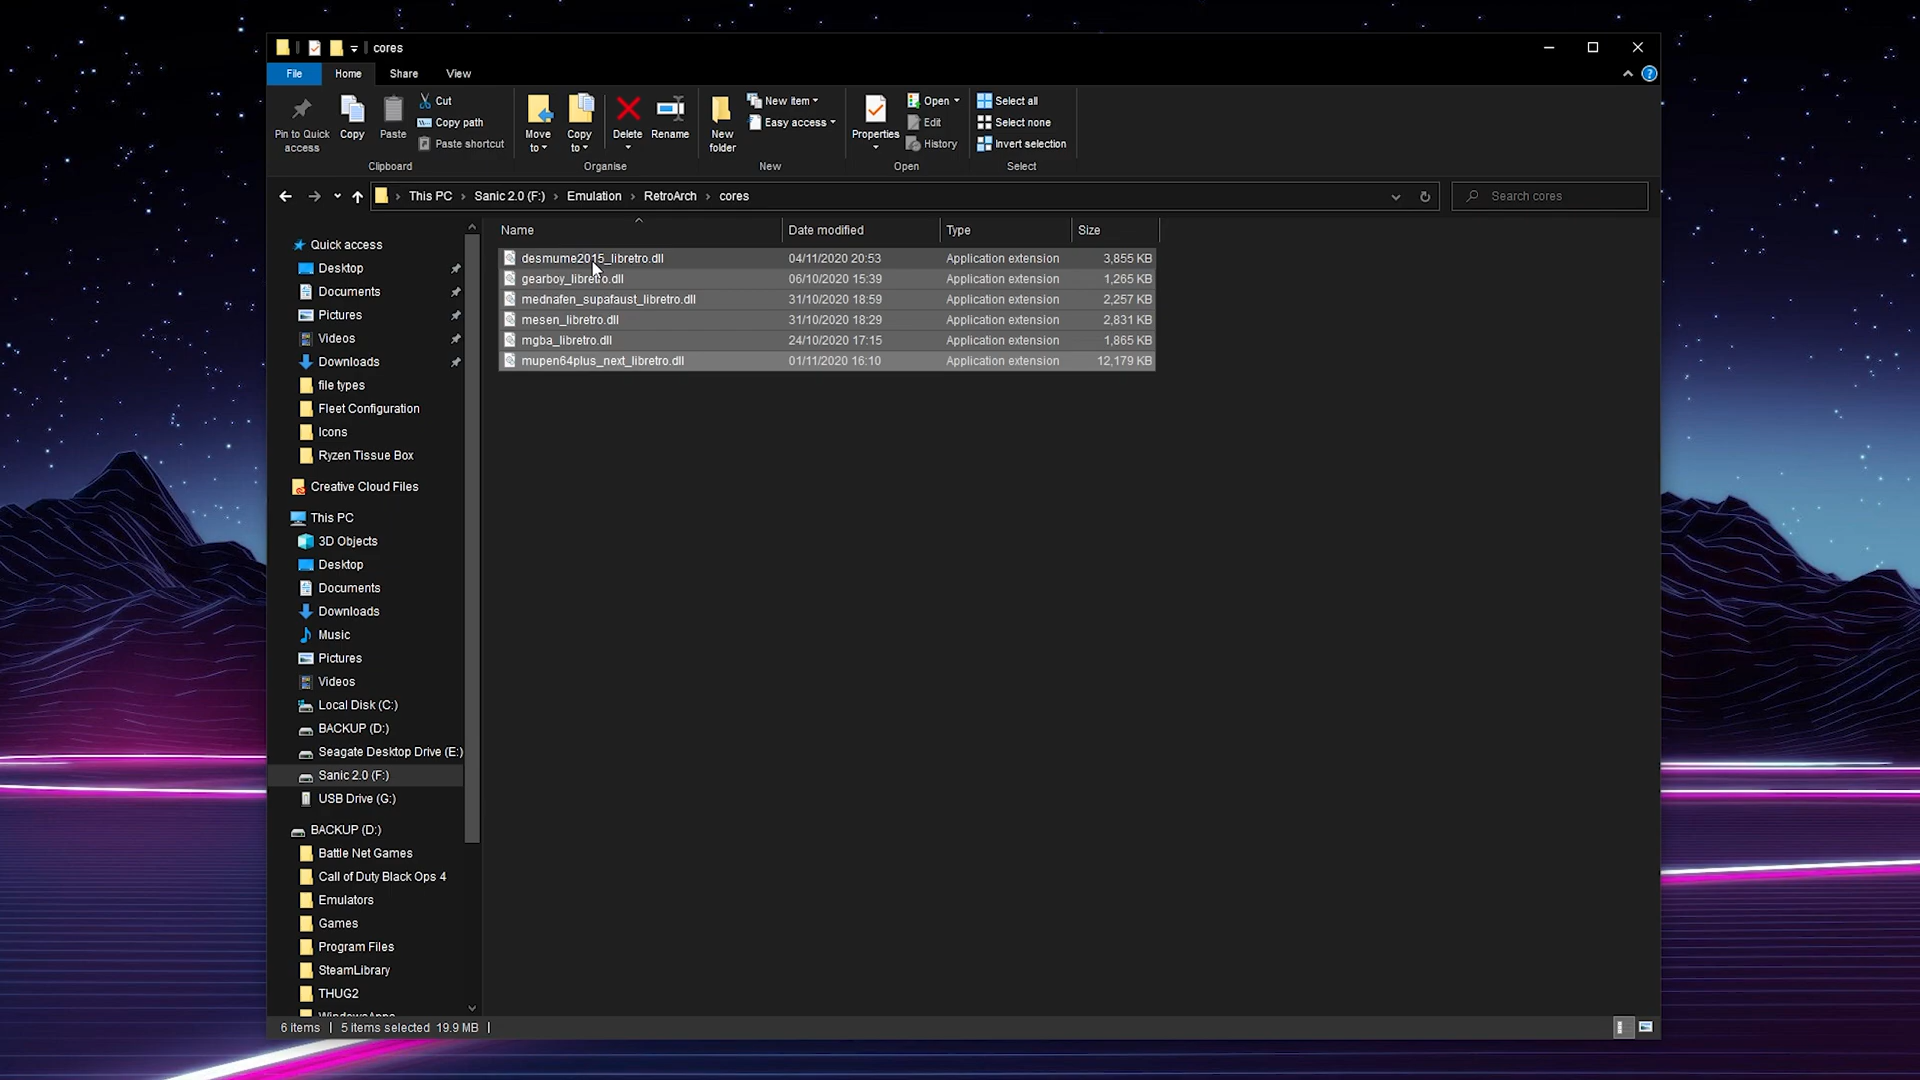 cores
File Home Share View
Pin to Quick access
Copy
Paste
Cut
Copy path
Paste shortcut
Clipboard
Move to
Copy to
Delete
Rename
Organise
New folder
New item
Easy access
New
Properties
Open
Edit
History
Open
Select all
Select none
Invert selection
Select
This PC › Sanic 2.0 (F:) › Emulation › RetroArch › cores
Search cores
Name Date modified Type Size
desmume2015_libretro.dll 04/11/2020 20:53 Application extension 3,855 KB
gearboy_libretro.dll 06/10/2020 15:39 Application extension 1,265 KB
mednafen_supafaust_libretro.dll 31/10/2020 18:59 Application extension 2,257 KB
mesen_libretro.dll 31/10/2020 18:29 Application extension 2,831 KB
mgba_libretro.dll 24/10/2020 17:15 Application extension 1,865 KB
mupen64plus_next_libretro.dll 01/11/2020 16:10 Application extension 12,179 KB
Quick access
Desktop
Documents
Pictures
Videos
Downloads
file types
Fleet Configuration
Icons
Ryzen Tissue Box
Creative Cloud Files
This PC
3D Objects
Desktop
Documents
Downloads
Music
Pictures
Videos
Local Disk (C:)
BACKUP (D:)
Seagate Desktop Drive (E:)
Sanic 2.0 (F:)
USB Drive (G:)
BACKUP (D:)
Battle Net Games
Call of Duty Black Ops 4
Emulators
Games
Program Files
SteamLibrary
THUG2
WindowsApps
6 items | 5 items selected 19.9 MB |